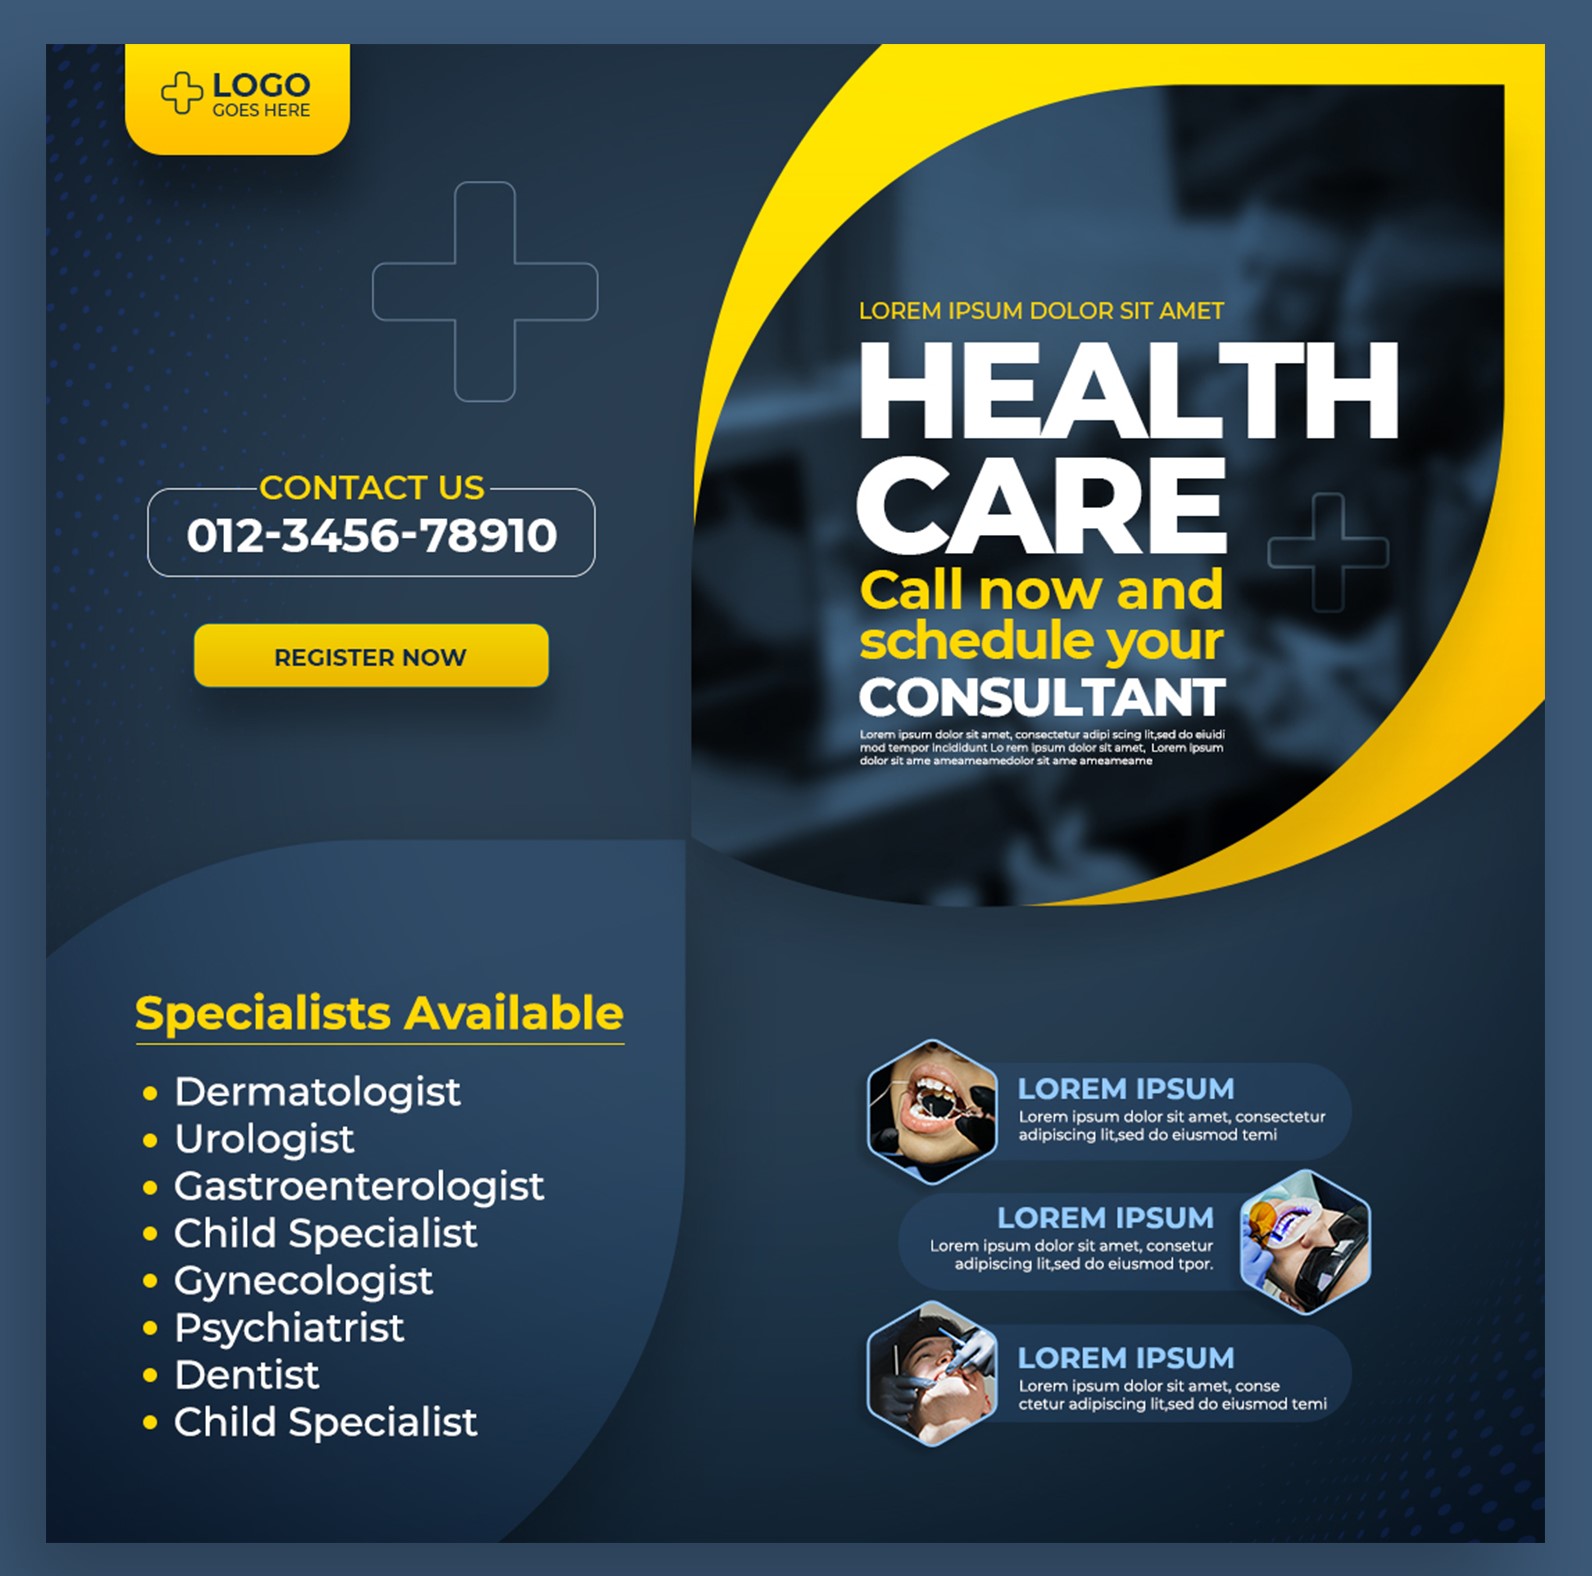 LOGO
GOES HERE
LOREM IPSUM DOLOR SIT AMET
HEALTH
CARE
Call now and
schedule your
CONSULTANT
Lorem ipsum dolor sit amet, consectetur adipi scing lit,sed do eiuidi
mod tempor incididunt Lo rem ipsum dolor sit amet, Lorem ipsum
dolor sit ame ameameamedolor sit ame ameameame
CONTACT US
012-3456-78910
REGISTER NOW
Specialists Available
• Dermatologist
• Urologist
• Gastroenterologist
• Child Specialist
• Gynecologist
• Psychiatrist
• Dentist
• Child Specialist
LOREM IPSUM
Lorem ipsum dolor sit amet, consectetur
adipiscing lit,sed do eiusmod temi
LOREM IPSUM
Lorem ipsum dolor sit amet, consetur
adipiscing lit,sed do eiusmod tpor.
LOREM IPSUM
Lorem ipsum dolor sit amet, conse
ctetur adipiscing lit,sed do eiusmod temi